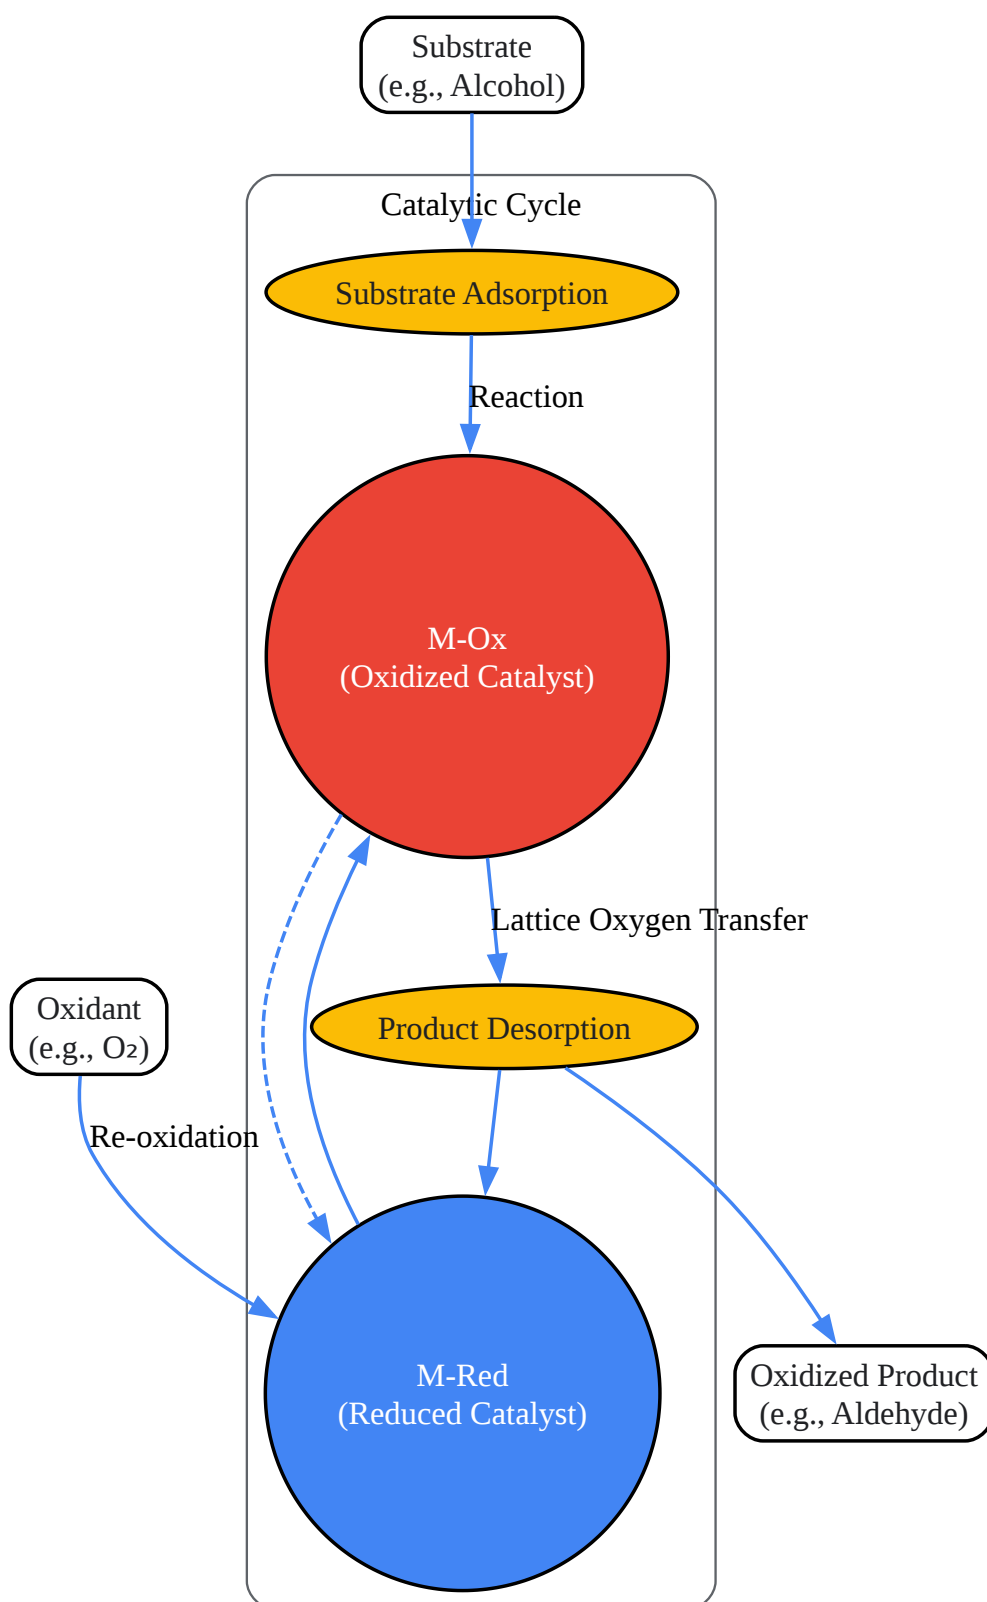 Substrate
(e.g., Alcohol)
Catalytic Cycle
Substrate Adsorption
Reaction
M-Ox
(Oxidized Catalyst)
Lattice Oxygen Transfer
Oxidant
(e.g., O₂)
Product Desorption
Re-oxidation
M-Red
(Reduced Catalyst)
Oxidized Product
(e.g., Aldehyde)